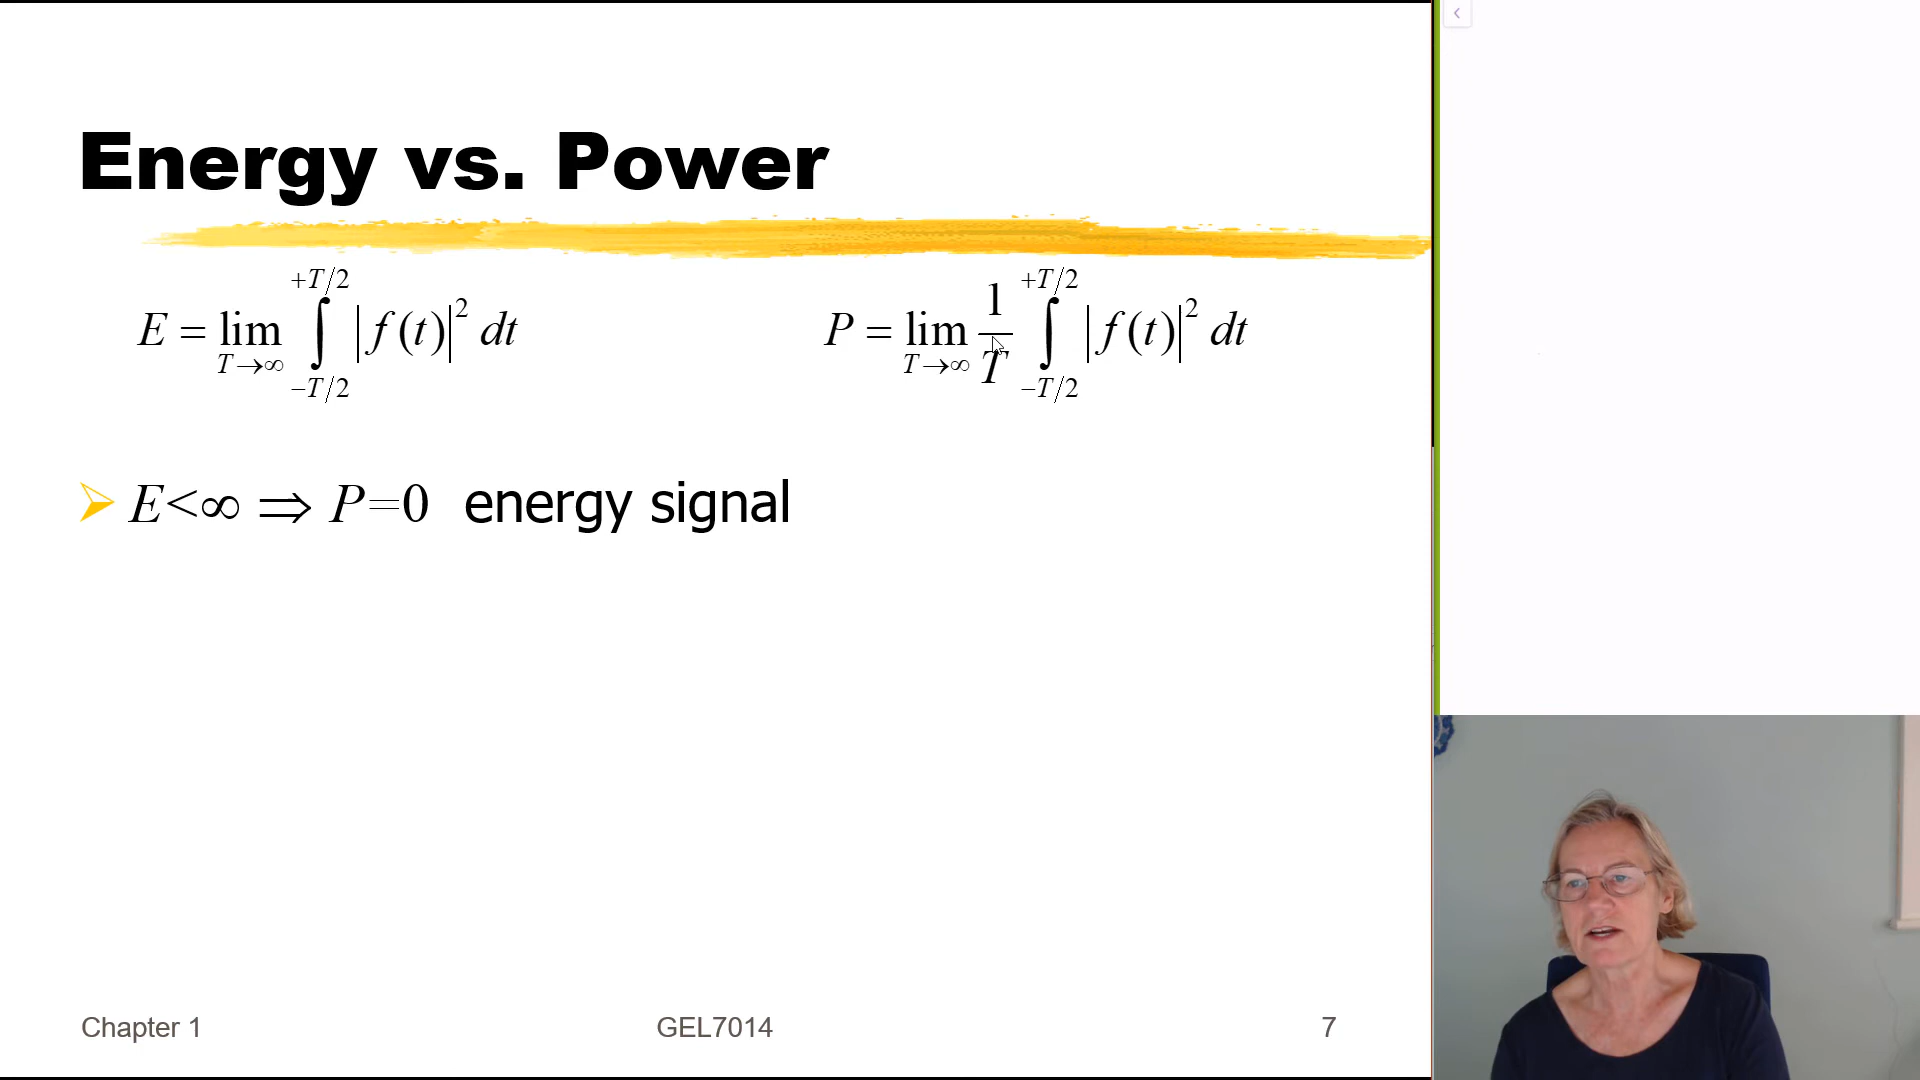 Energy vs. Power
E = lim_{T→∞} ∫_{-T/2}^{+T/2} |f(t)|² dt
P = lim_{T→∞} 1/T ∫_{-T/2}^{+T/2} |f(t)|² dt
E<∞ ⇒ P=0 energy signal
Chapter 1
GEL7014
7